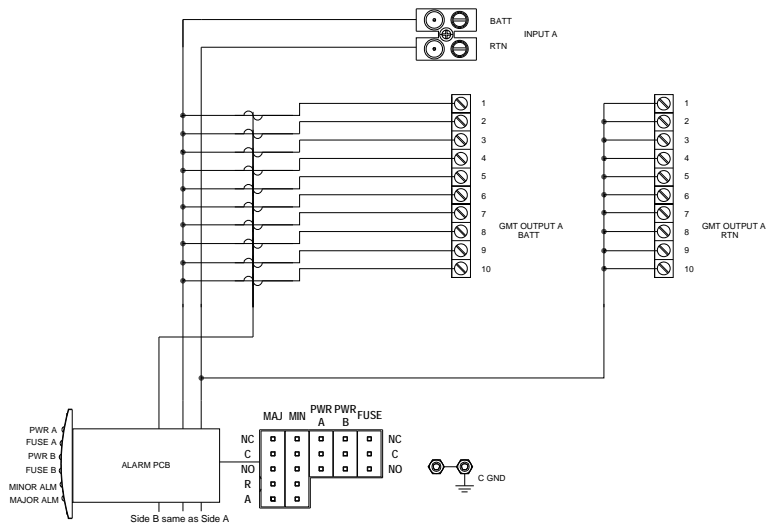 BATT
INPUT A
RTN
1
2
3
4
5
6
7
8
9
10
GMT OUTPUT A
BATT
1
2
3
4
5
6
7
8
9
10
GMT OUTPUT A
RTN
PWR A
FUSE A
PWR B
FUSE B
MINOR ALM
MAJOR ALM
ALARM PCB
MAJ MIN PWR A PWR B FUSE
NC NC
C C
NO NO
R
A
C GND
Side B same as Side A